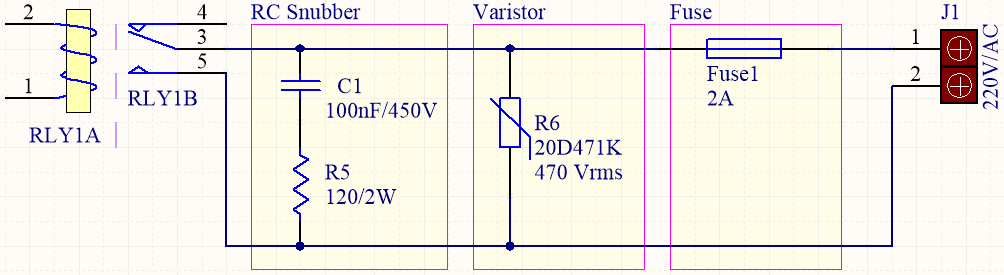 2
1
RLY1A
4
3
5
RLY1B
RC Snubber
C1
100nF/450V
R5
120/2W
Varistor
R6
20D471K
470 Vrms
Fuse
Fuse1
2A
J1
1
2
220V/AC